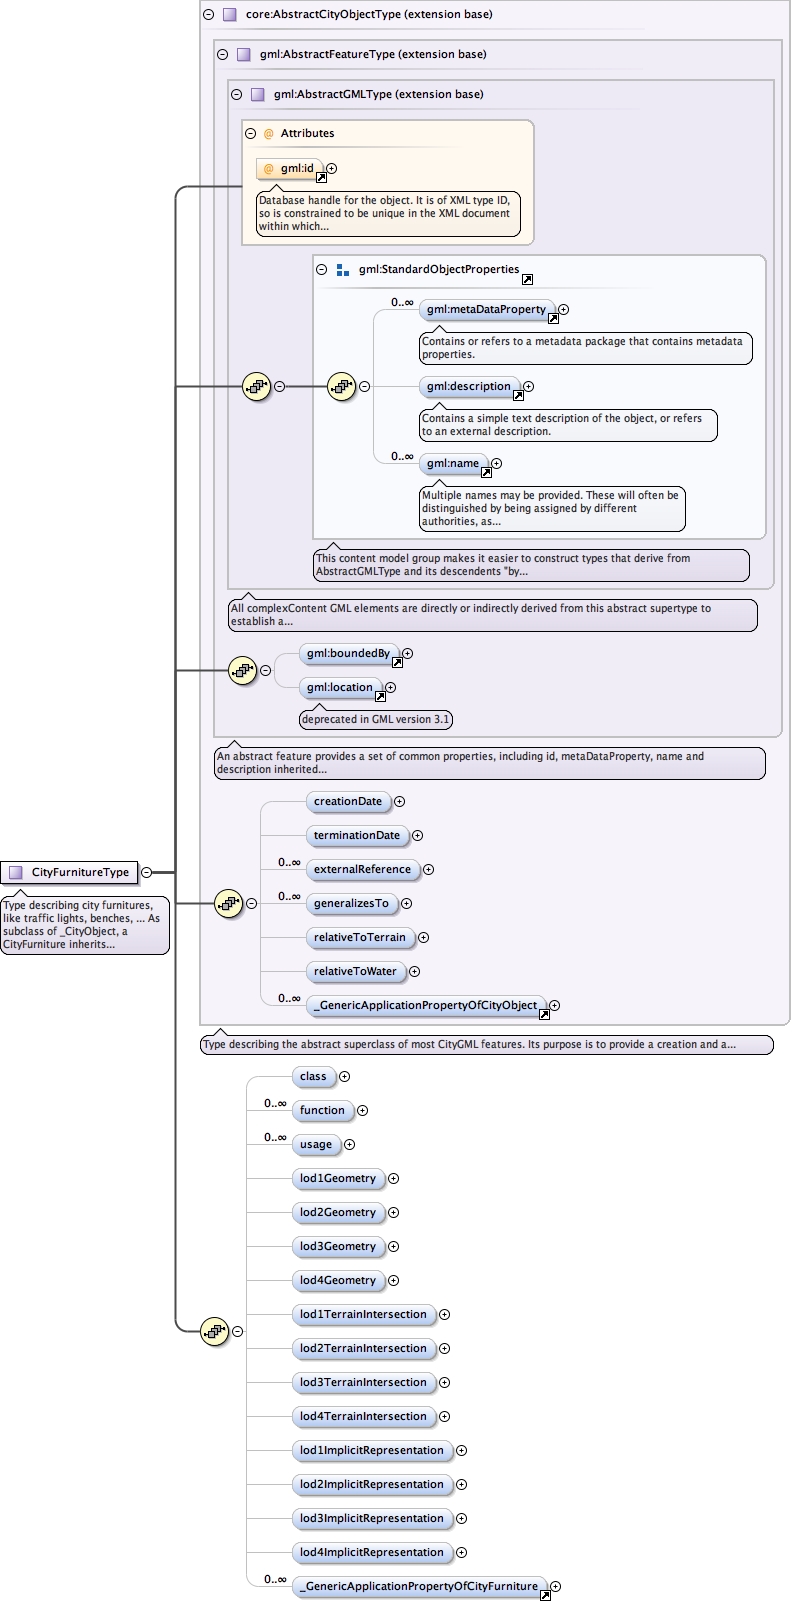 core:AbstractCityObjectType (extension base)
gml:AbstractFeatureType (extension base)
gml:AbstractGMLType (extension base)
@ Attributes
@ gml:id
Database handle for the object. It is of XML type ID,
so is constrained to be unique in the XML document
within which...
gml:StandardObjectProperties
0..∞
gml:metaDataProperty
Contains or refers to a metadata package that contains metadata
properties.
gml:description
Contains a simple text description of the object, or refers
to an external description.
0..∞
gml:name
Multiple names may be provided. These will often be
distinguished by being assigned by different
authorities, as...
This content model group makes it easier to construct types that derive from
AbstractGMLType and its descendents "by...
All complexContent GML elements are directly or indirectly derived from this abstract supertype to
establish a...
gml:boundedBy
gml:location
deprecated in GML version 3.1
An abstract feature provides a set of common properties, including id, metaDataProperty, name and
description inherited...
creationDate
terminationDate
0..∞
externalReference
CityFurnitureType
Type describing city furnitures,
like traffic lights, benches, ... As
subclass of _CityObject, a
CityFurniture inherits...
0..∞
generalizesTo
relativeToTerrain
relativeToWater
0..∞
_GenericApplicationPropertyOfCityObject
Type describing the abstract superclass of most CityGML features. Its purpose is to provide a creation and a...
class
0..∞
function
0..∞
usage
lod1Geometry
lod2Geometry
lod3Geometry
lod4Geometry
lod1TerrainIntersection
lod2TerrainIntersection
lod3TerrainIntersection
lod4TerrainIntersection
lod1ImplicitRepresentation
lod2ImplicitRepresentation
lod3ImplicitRepresentation
lod4ImplicitRepresentation
0..∞
_GenericApplicationPropertyOfCityFurniture